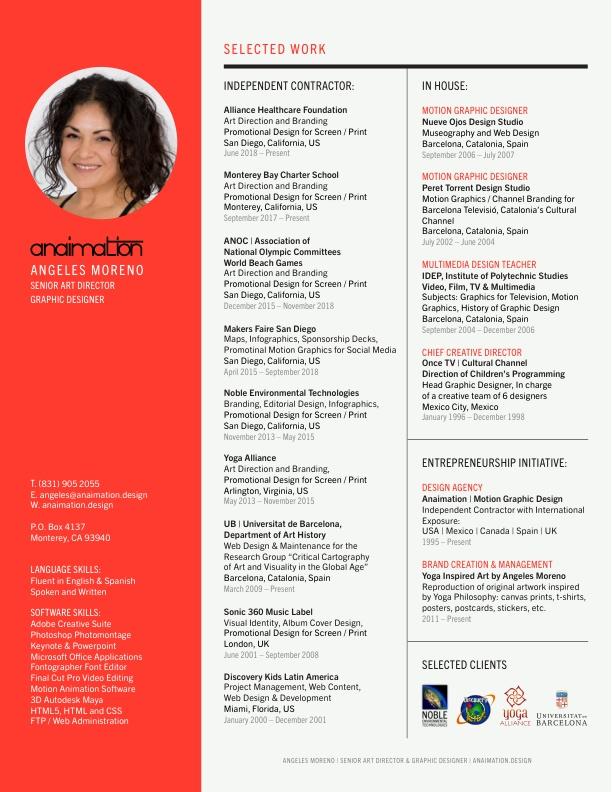 anaimation
ANGELES MORENO
SENIOR ART DIRECTOR
GRAPHIC DESIGNER
T. (831) 905 2055
E. angeles@anaimation.design
W. anaimation.design
P.O. Box 4137
Monterey, CA 93940
LANGUAGE SKILLS:
Fluent in English & Spanish
Spoken and Written
SOFTWARE SKILLS:
Adobe Creative Suite
Photoshop Photomontage
Keynote & Powerpoint
Microsoft Office Applications
Fontographer Font Editor
Final Cut Pro Video Editing
Motion Animation Software
3D Autodesk Maya
HTML5, HTML and CSS
FTP / Web Administration
SELECTED WORK
INDEPENDENT CONTRACTOR:
Alliance Healthcare Foundation
Art Direction and Branding
Promotional Design for Screen / Print
San Diego, California, US
June 2018 – Present
Monterey Bay Charter School
Art Direction and Branding
Promotional Design for Screen / Print
Monterey, California, US
September 2017 – Present
ANOC | Association of
National Olympic Committees
World Beach Games
Art Direction and Branding
Promotional Design for Screen / Print
San Diego, California, US
December 2015 – November 2018
Makers Faire San Diego
Maps, Infographics, Sponsorship Decks,
Promotinal Motion Graphics for Social Media
San Diego, California, US
April 2015 – September 2018
Noble Environmental Technologies
Branding, Editorial Design, Infographics,
Promotional Design for Screen / Print
San Diego, California, US
November 2013 – May 2015
Yoga Alliance
Art Direction and Branding,
Promotional Design for Screen / Print
Arlington, Virginia, US
May 2013 – November 2015
UB | Universitat de Barcelona,
Department of Art History
Web Design & Maintenance for the
Research Group “Critical Cartography
of Art and Visuality in the Global Age”
Barcelona, Catalonia, Spain
March 2009 – Present
Sonic 360 Music Label
Visual Identity, Album Cover Design,
Promotional Design for Screen / Print
London, UK
June 2001 – September 2008
Discovery Kids Latin America
Project Management, Web Content,
Web Design & Development
Miami, Florida, US
January 2000 – December 2001
IN HOUSE:
MOTION GRAPHIC DESIGNER
Nueve Ojos Design Studio
Museography and Web Design
Barcelona, Catalonia, Spain
September 2006 – July 2007
MOTION GRAPHIC DESIGNER
Peret Torrent Design Studio
Motion Graphics / Channel Branding for
Barcelona Televisió, Catalonia’s Cultural
Channel
Barcelona, Catalonia, Spain
July 2002 – June 2004
MULTIMEDIA DESIGN TEACHER
IDEP, Institute of Polytechnic Studies
Video, Film, TV & Multimedia
Subjects: Graphics for Television, Motion
Graphics, History of Graphic Design
Barcelona, Catalonia, Spain
September 2004 – December 2006
CHIEF CREATIVE DIRECTOR
Once TV | Cultural Channel
Direction of Children’s Programming
Head Graphic Designer, In charge
of a creative team of 6 designers
Mexico City, Mexico
January 1996 – December 1998
ENTREPRENEURSHIP INITIATIVE:
DESIGN AGENCY
Anaimation | Motion Graphic Design
Independent Contractor with International
Exposure:
USA | Mexico | Canada | Spain | UK
1995 – Present
BRAND CREATION & MANAGEMENT
Yoga Inspired Art by Angeles Moreno
Reproduction of original artwork inspired
by Yoga Philosophy: canvas prints, t-shirts,
posters, postcards, stickers, etc.
2011 – Present
SELECTED CLIENTS
NOBLE
ENVIRONMENTAL
TECHNOLOGIES
yoga
ALLIANCE
UNIVERSITAT DE
BARCELONA
ANGELES MORENO | SENIOR ART DIRECTOR & GRAPHIC DESIGNER | ANAIMATION.DESIGN